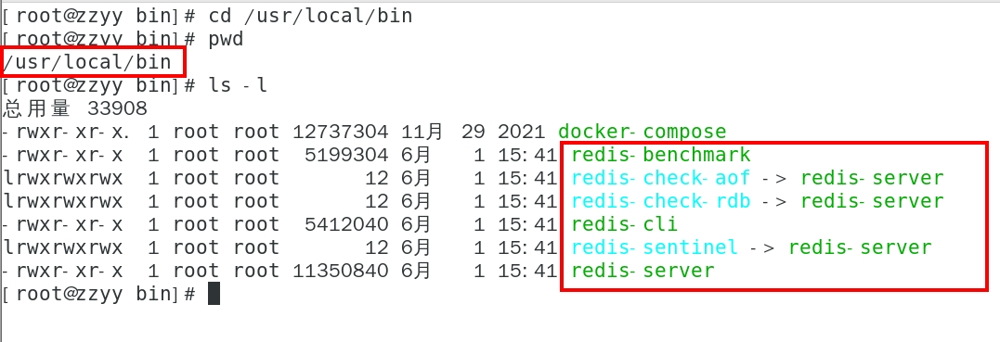 [root@zzyy bin]# cd /usr/local/bin
[root@zzyy bin]# pwd
/usr/local/bin
[root@zzyy bin]# ls -l
总用量 33908
-rwxr-xr-x. 1 root root 12737304 11月 29 2021 docker-compose
-rwxr-xr-x 1 root root 5199304 6月 1 15:41 redis-benchmark
lrwxrwxrwx 1 root root 12 6月 1 15:41 redis-check-aof -> redis-server
lrwxrwxrwx 1 root root 12 6月 1 15:41 redis-check-rdb -> redis-server
-rwxr-xr-x 1 root root 5412040 6月 1 15:41 redis-cli
lrwxrwxrwx 1 root root 12 6月 1 15:41 redis-sentinel -> redis-server
-rwxr-xr-x 1 root root 11350840 6月 1 15:41 redis-server
[root@zzyy bin]#